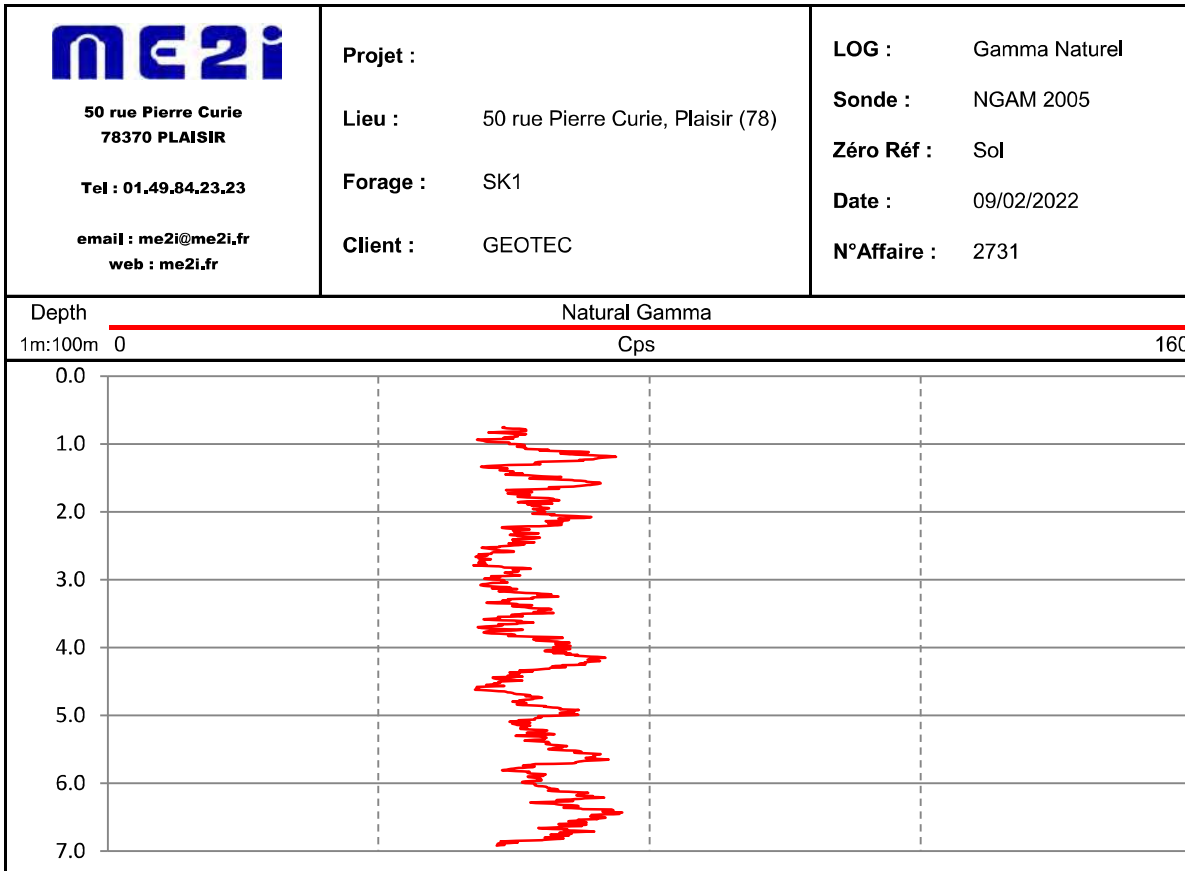 me2i
50 rue Pierre Curie
78370 PLAISIR
Tel : 01.49.84.23.23
email : me2i@me2i.fr
web : me2i.fr
Projet :
Lieu : 50 rue Pierre Curie, Plaisir (78)
Forage : SK1
Client : GEOTEC
LOG : Gamma Naturel
Sonde : NGAM 2005
Zéro Réf : Sol
Date : 09/02/2022
N°Affaire : 2731
Depth Natural Gamma
1m:100m 0 Cps 160
0.0
1.0
2.0
3.0
4.0
5.0
6.0
7.0